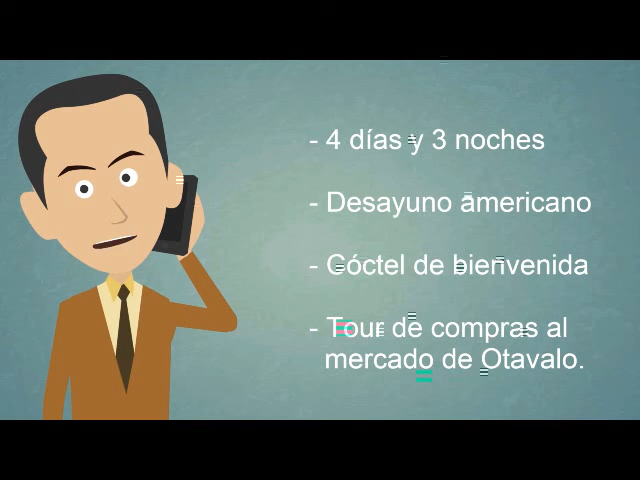 - 4 días y 3 noches
- Desayuno americano
- Cóctel de bienvenida
- Tour de compras al
mercado de Otavalo.